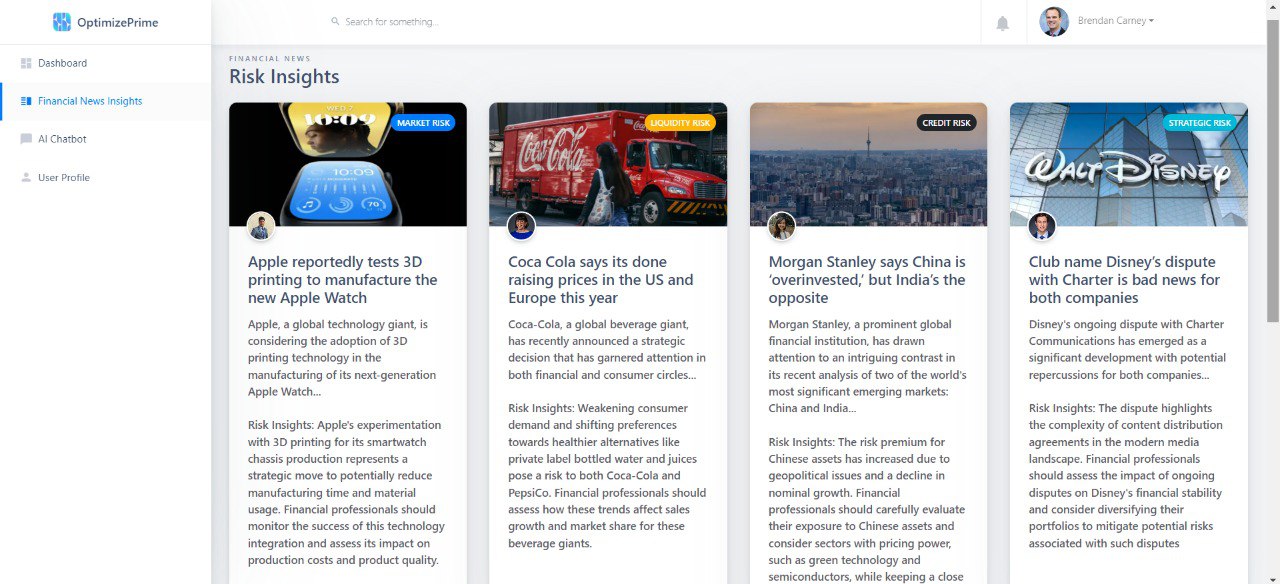 OptimizePrime
Search for something...
Brendan Carney
Dashboard
Financial News Insights
AI Chatbot
User Profile
FINANCIAL NEWS
Risk Insights
WED 7
10:09
MARKET RISK
10:09
70
Apple reportedly tests 3D
printing to manufacture the
new Apple Watch
Apple, a global technology giant, is
considering the adoption of 3D
printing technology in the
manufacturing of its next-generation
Apple Watch...
Risk Insights: Apple's experimentation
with 3D printing for its smartwatch
chassis production represents a
strategic move to potentially reduce
manufacturing time and material
usage. Financial professionals should
monitor the success of this technology
integration and assess its impact on
production costs and product quality.
Coca-Cola
LIQUIDITY RISK
Coca Cola says its done
raising prices in the US and
Europe this year
Coca-Cola, a global beverage giant,
has recently announced a strategic
decision that has garnered attention in
both financial and consumer circles...
Risk Insights: Weakening consumer
demand and shifting preferences
towards healthier alternatives like
private label bottled water and juices
pose a risk to both Coca-Cola and
PepsiCo. Financial professionals should
assess how these trends affect sales
growth and market share for these
beverage giants.
CREDIT RISK
Morgan Stanley says China is
‘overinvested,’ but India’s the
opposite
Morgan Stanley, a prominent global
financial institution, has drawn
attention to an intriguing contrast in
its recent analysis of two of the world's
most significant emerging markets:
China and India...
Risk Insights: The risk premium for
Chinese assets has increased due to
geopolitical issues and a decline in
nominal growth. Financial
professionals should carefully evaluate
their exposure to Chinese assets and
consider sectors with pricing power,
such as green technology and
semiconductors, while keeping a close
STRATEGIC RISK
WALT DISNEY
Club name Disney’s dispute
with Charter is bad news for
both companies
Disney's ongoing dispute with Charter
Communications has emerged as a
significant development with potential
repercussions for both companies...
Risk Insights: The dispute highlights
the complexity of content distribution
agreements in the modern media
landscape. Financial professionals
should assess the impact of ongoing
disputes on Disney's financial stability
and consider diversifying their
portfolios to mitigate potential risks
associated with such disputes